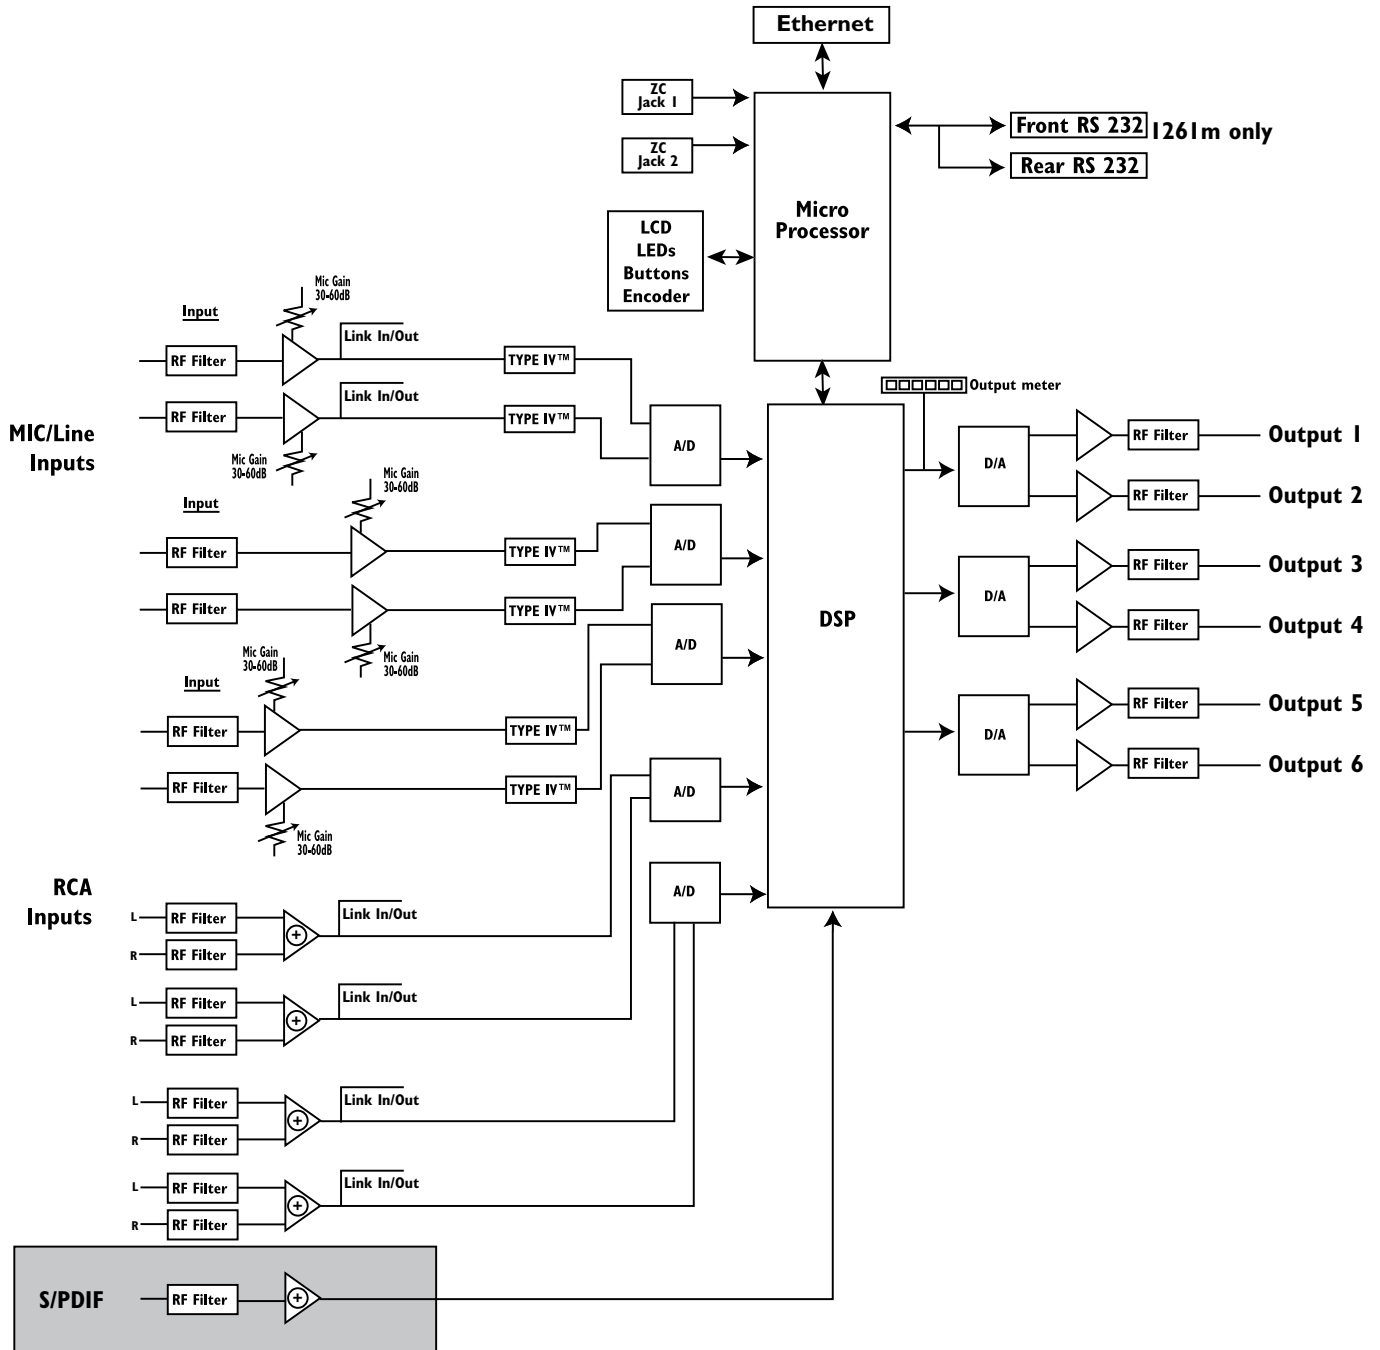 Ethernet
ZC
Jack 1
ZC
Jack 2
Front RS 232
1261m only
Rear RS 232
Micro
Processor
LCD
LEDs
Buttons
Encoder
Mic Gain
30-60dB
Input
Link In/Out
RF Filter
TYPE IV™
Link In/Out
RF Filter
TYPE IV™
MIC/Line
Inputs
Mic Gain
30-60dB
A/D
Output meter
D/A
RF Filter
Output 1
RF Filter
Output 2
Mic Gain
30-60dB
Input
RF Filter
TYPE IV™
A/D
RF Filter
TYPE IV™
Mic Gain
30-60dB
DSP
D/A
RF Filter
Output 3
RF Filter
Output 4
Mic Gain
30-60dB
Input
A/D
RF Filter
TYPE IV™
RF Filter
TYPE IV™
Mic Gain
30-60dB
D/A
RF Filter
Output 5
RF Filter
Output 6
A/D
A/D
RCA
Inputs
L
RF Filter
Link In/Out
R
RF Filter
L
RF Filter
Link In/Out
R
RF Filter
L
RF Filter
Link In/Out
R
RF Filter
L
RF Filter
Link In/Out
R
RF Filter
S/PDIF
RF Filter